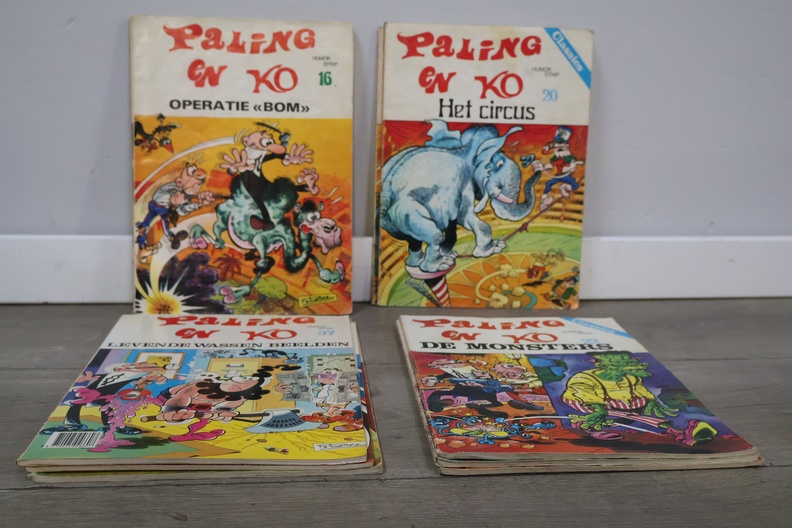 PALING
EN KO
HUMOR
STRIP
16
OPERATIE «BOM»
PALING
EN KO
Classics
HUMOR
STRIP
20
Het circus
PALING
EN KO
37
LEVENDE WASSEN BEELDEN
PALING
EN KO
DE MONSTERS